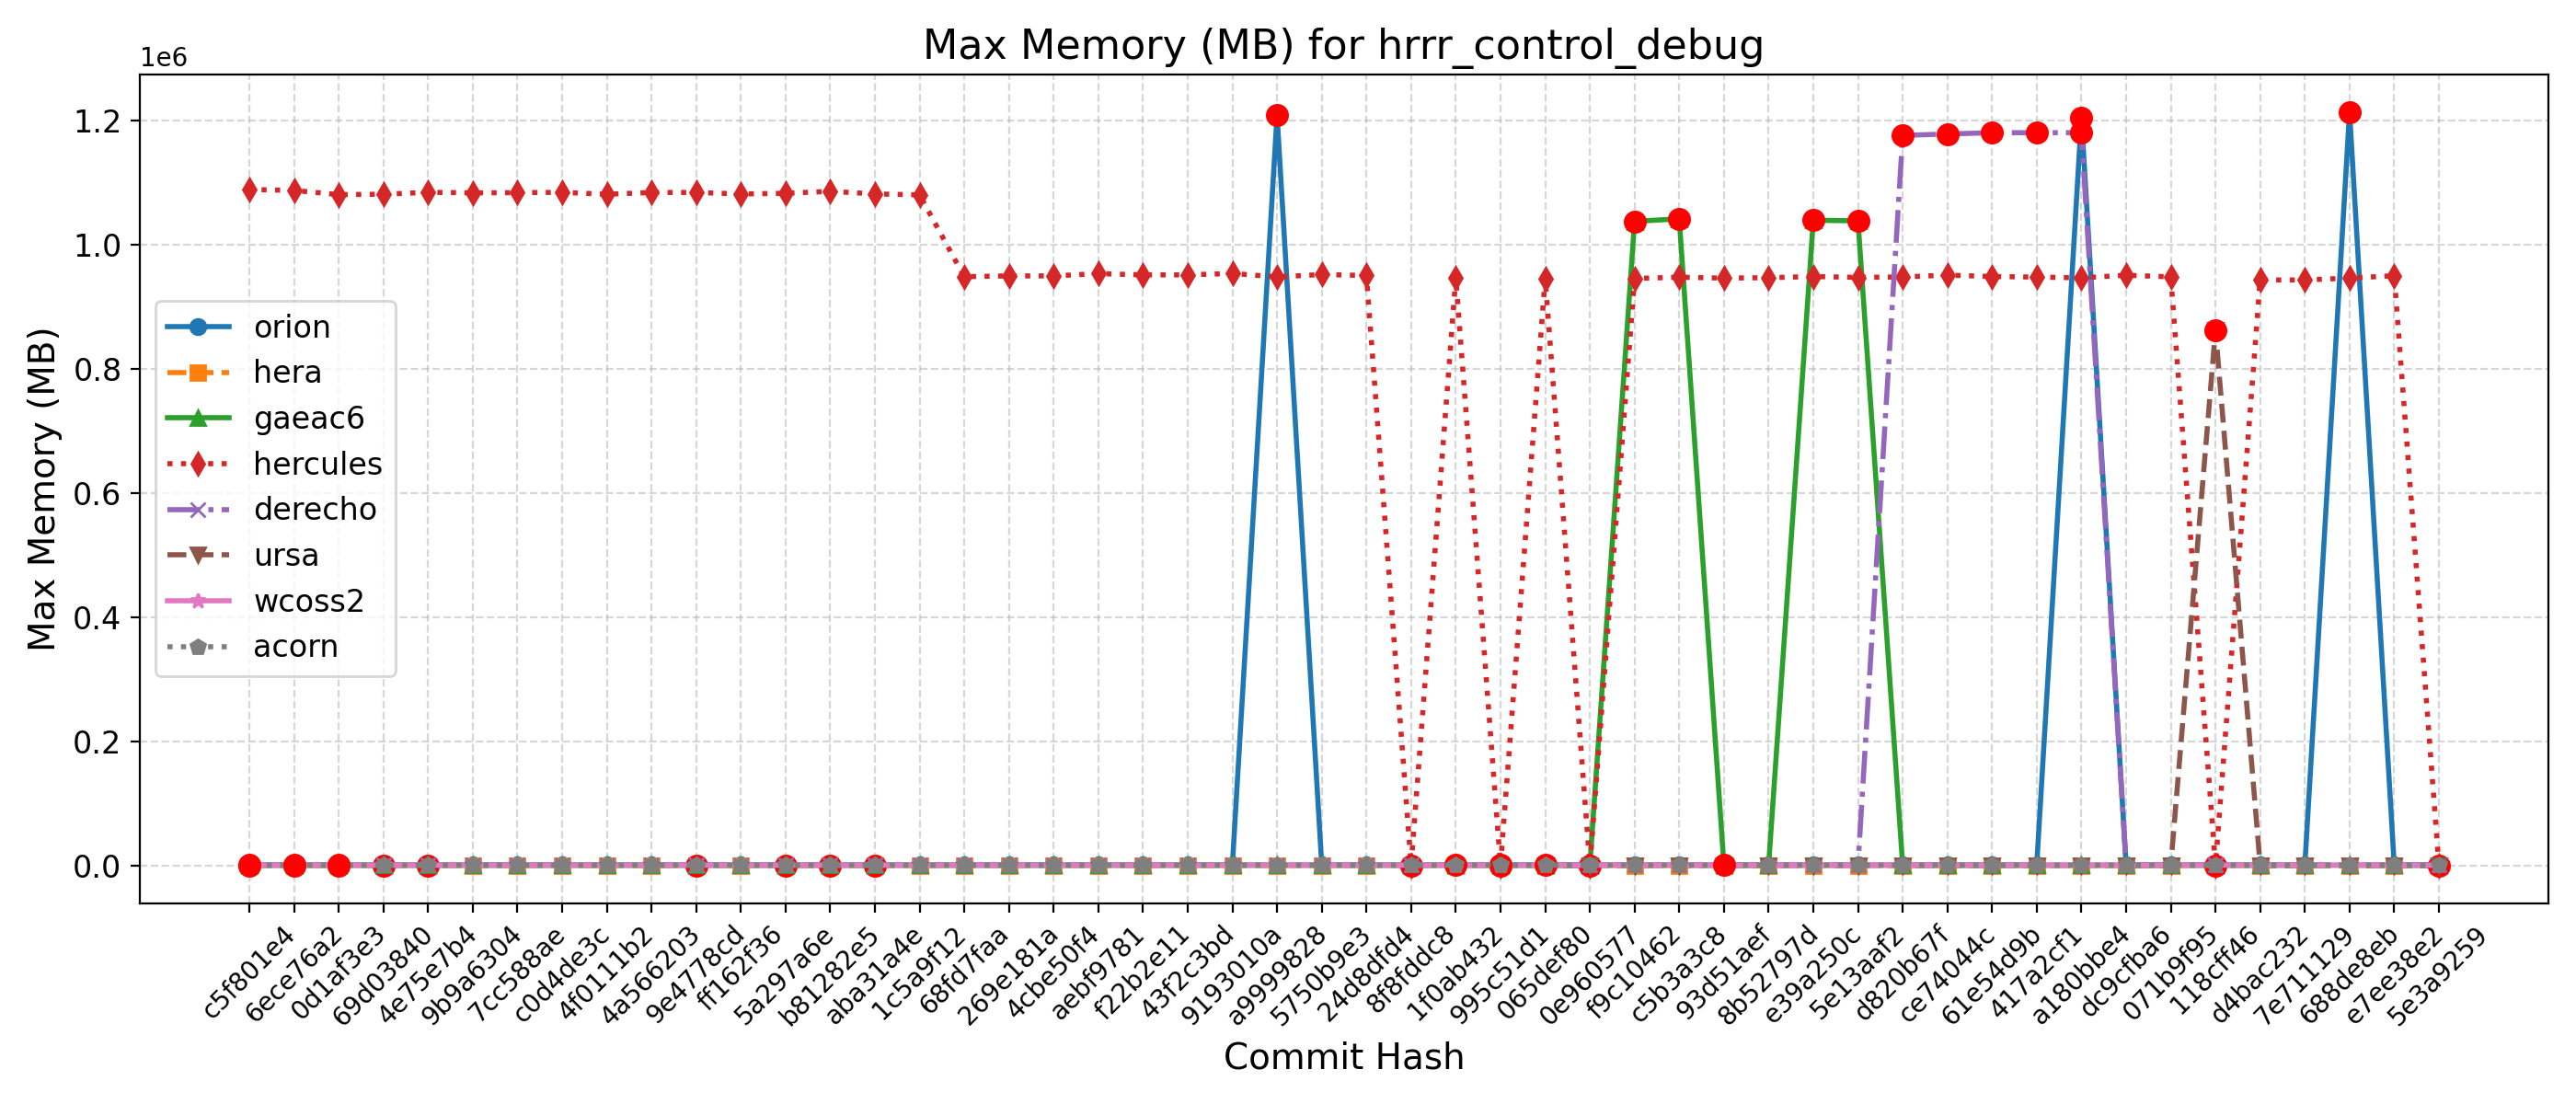 Max Memory (MB) for hrrr_control_debug
1e6
1.2
1.0
0.8
0.6
0.4
0.2
0.0
Max Memory (MB)
orion
hera
gaeac6
hercules
derecho
ursa
wcoss2
acorn
c5f801e4
6ece76a2
0d1af3e3
69d03840
4e75e7b4
9b9a6304
7cc588ae
c0d4de3c
4f0111b2
4a566203
9e4778cd
ff162f36
5a297a6e
b81282e5
aba31a4e
1c5a9f12
68fd7faa
269e181a
4cbe50f4
aebf9781
f22b2e11
43f2c3bd
9193010a
a9999828
5750b9e3
24d8dfd4
8f8fddc8
1f0ab432
995c51d1
065def80
0e960577
f9c10462
c5b3a3c8
93d51aef
8b52797d
e39a250c
5e13aaf2
d820b67f
ce74044c
61e54d9b
417a2cf1
a180bbe4
dc9cfba6
071b9f95
118cff46
d4bac232
7e711129
688de8eb
e7ee38e2
5e3a9259
Commit Hash